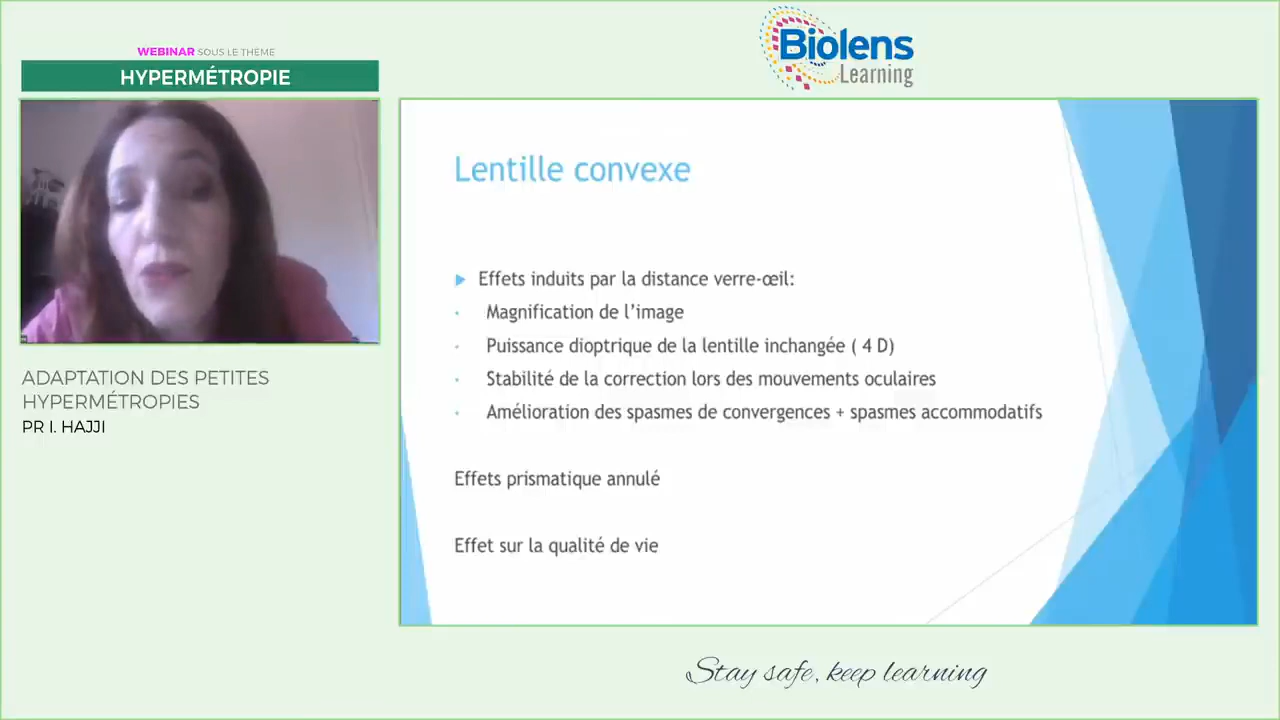 WEBINAR SOUS LE THÈME
HYPERMÉTROPIE
Biolens
Learning
ADAPTATION DES PETITES
HYPERMÉTROPIES
PR I. HAJJI
Lentille convexe
Effets induits par la distance verre-œil:
Magnification de l’image
Puissance dioptrique de la lentille inchangée ( 4 D)
Stabilité de la correction lors des mouvements oculaires
Amélioration des spasmes de convergences + spasmes accommodatifs
Effets prismatique annulé
Effet sur la qualité de vie
Stay safe, keep learning